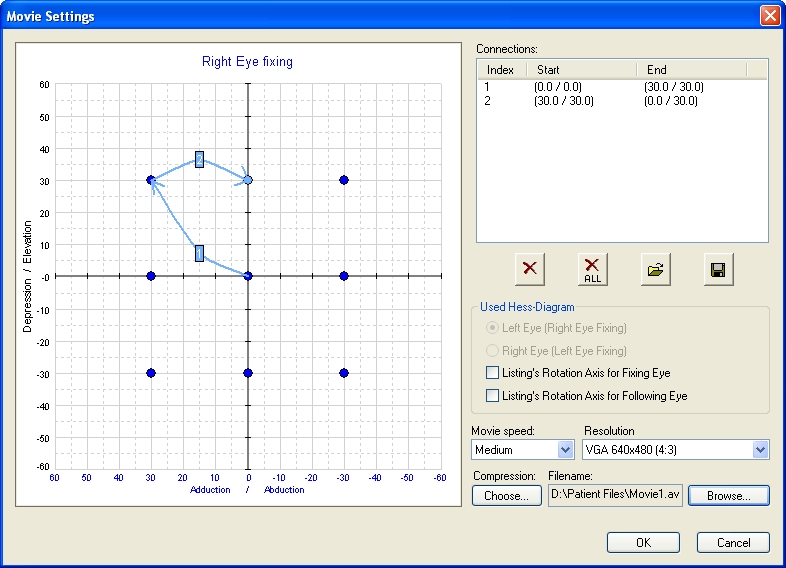 Movie Settings
Right Eye fixing
60
50
40
30
20
10
-0
-10
-20
-30
-40
-50
-60
Depression / Elevation
2
1
60 50 40 30 20 10 0 -10 -20 -30 -40 -50 -60
Adduction / Abduction
Connections:
Index Start End
1 (0.0 / 0.0) (30.0 / 30.0)
2 (30.0 / 30.0) (0.0 / 30.0)
ALL
Used Hess-Diagram
Left Eye (Right Eye Fixing)
Right Eye (Left Eye Fixing)
Listing's Rotation Axis for Fixing Eye
Listing's Rotation Axis for Following Eye
Movie speed: Resolution
Medium VGA 640x480 (4:3)
Compression: Filename:
Choose... D:\Patient Files\Movie1.av Browse...
OK Cancel